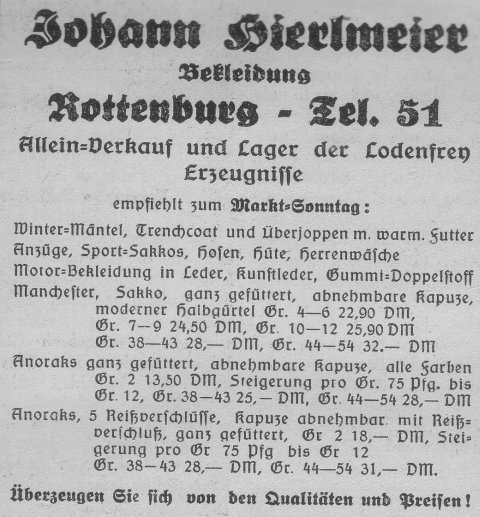 Johann Hierlmeier
Bekleidung
Rottenburg - Tel. 51
Allein=Verkauf und Lager der Lodenfrey
Erzeugnisse
empfiehlt zum Markt=Sonntag:
Winter=Mäntel, Trenchcoat und Überjoppen m. warm. Futter
Anzüge, Sport=Sakkos, Hosen, Hüte, Herrenwäsche
Motor=Bekleidung in Leder, Kunstleder, Gummi=Doppelstoff
Manchester, Sakko, ganz gefüttert, abnehmbare Kapuze,
moderner Halbgürtel Gr. 4—6 22,90 DM,
Gr. 7—9 24,50 DM, Gr. 10—12 25,90 DM
Gr. 38—43 28,— DM, Gr. 44—54 32.— DM
Anoraks ganz gefüttert, abnehmbare Kapuze, alle Farben
Gr. 2 13,50 DM, Steigerung pro Gr. 75 Pfg. bis
Gr. 12, Gr. 38—43 25,— DM, Gr. 44—54 28,— DM
Anoraks, 5 Reißverschlüsse, Kapuze abnehmbar mit Reiß=
verschluß, ganz gefüttert, Gr 2 18,— DM, Stei=
gerung pro Gr 75 Pfg bis Gr 12
Gr. 38—43 28,— DM, Gr. 44—54 31,— DM.
Überzeugen Sie sich von den Qualitäten und Preisen!